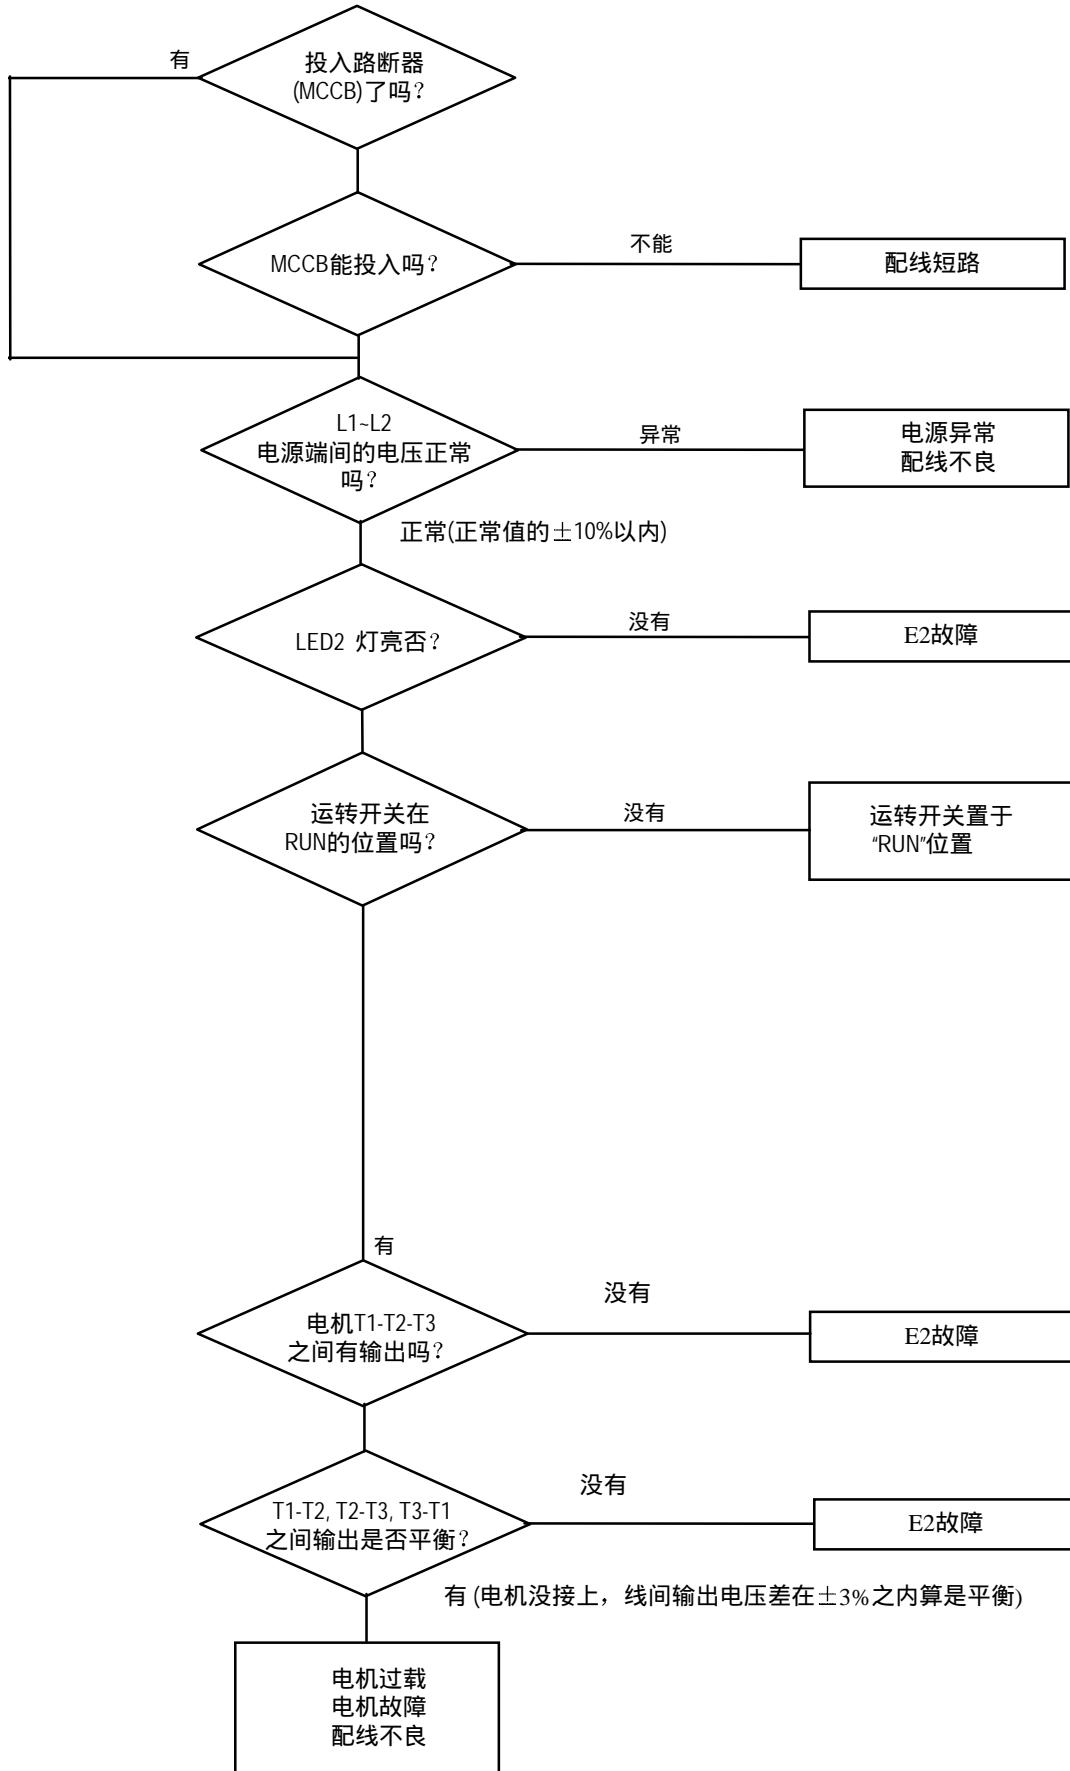 有
投入路断器
(MCCB)了吗?
MCCB能投入吗?
不能
配线短路
L1~L2
电源端间的电压正常
吗?
异常
电源异常
配线不良
正常(正常值的±10%以内)
LED2 灯亮否?
没有
E2故障
运转开关在
RUN的位置吗?
没有
运转开关置于
“RUN”位置
有
电机T1-T2-T3
之间有输出吗?
没有
E2故障
T1-T2, T2-T3, T3-T1
之间输出是否平衡?
没有
E2故障
有 (电机没接上，线间输出电压差在±3%之内算是平衡)
电机过载
电机故障
配线不良